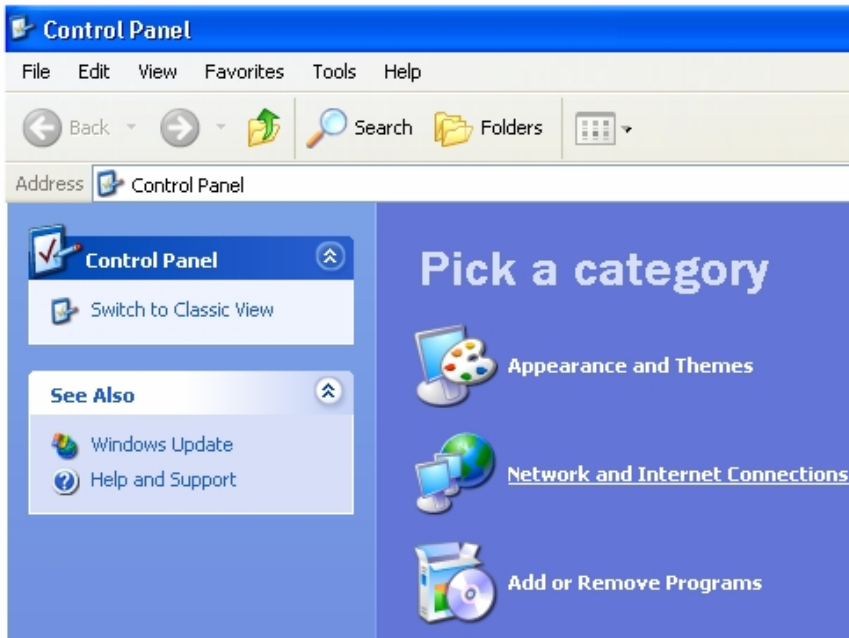 Control Panel
File Edit View Favorites Tools Help
Back Search Folders
Address Control Panel
Control Panel
Switch to Classic View
See Also
Windows Update
Help and Support
Pick a category
Appearance and Themes
Network and Internet Connections
Add or Remove Programs